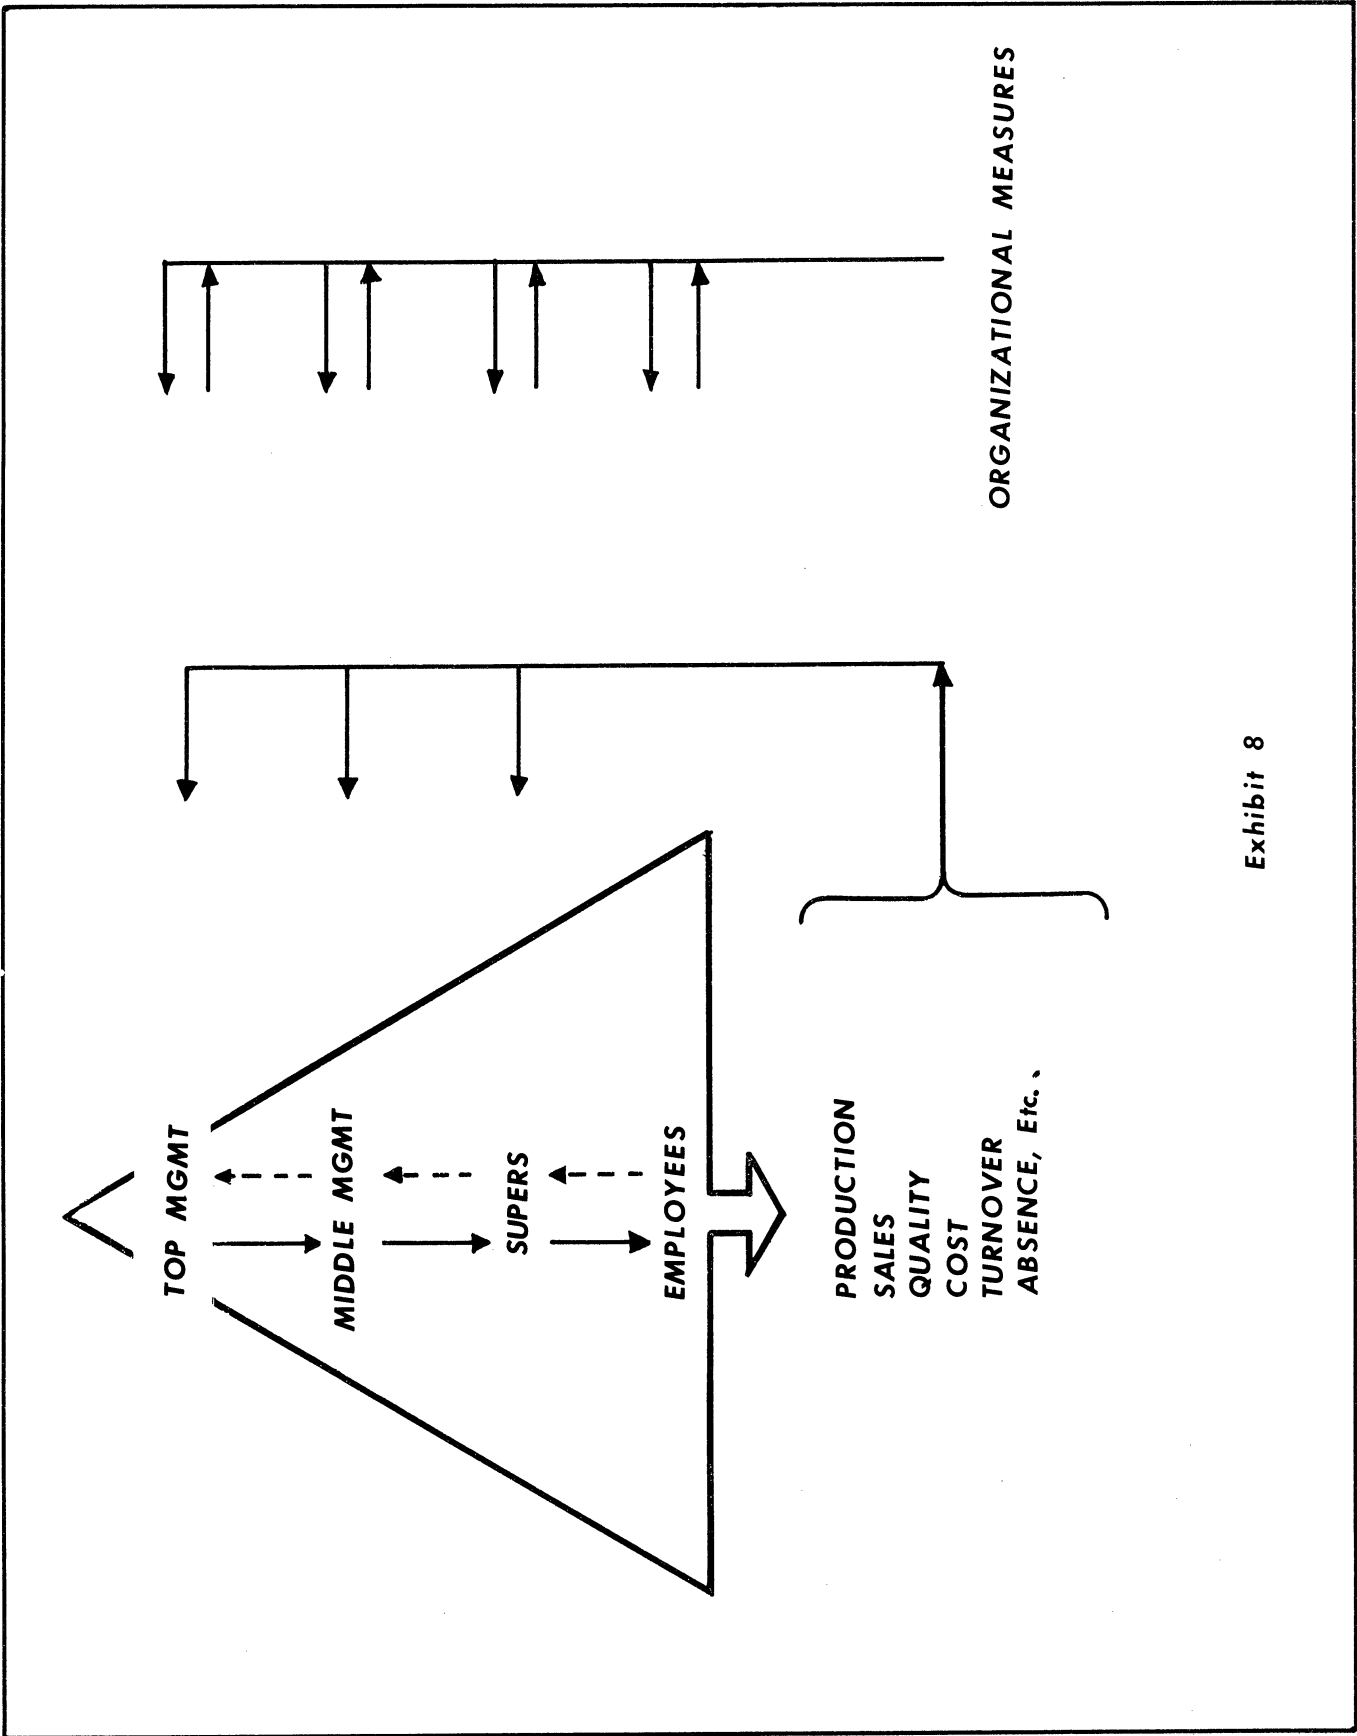 TOP MGMT
MIDDLE MGMT
SUPERS
EMPLOYEES
PRODUCTION
SALES
QUALITY
COST
TURNOVER
ABSENCE, Etc.
ORGANIZATIONAL MEASURES
Exhibit 8